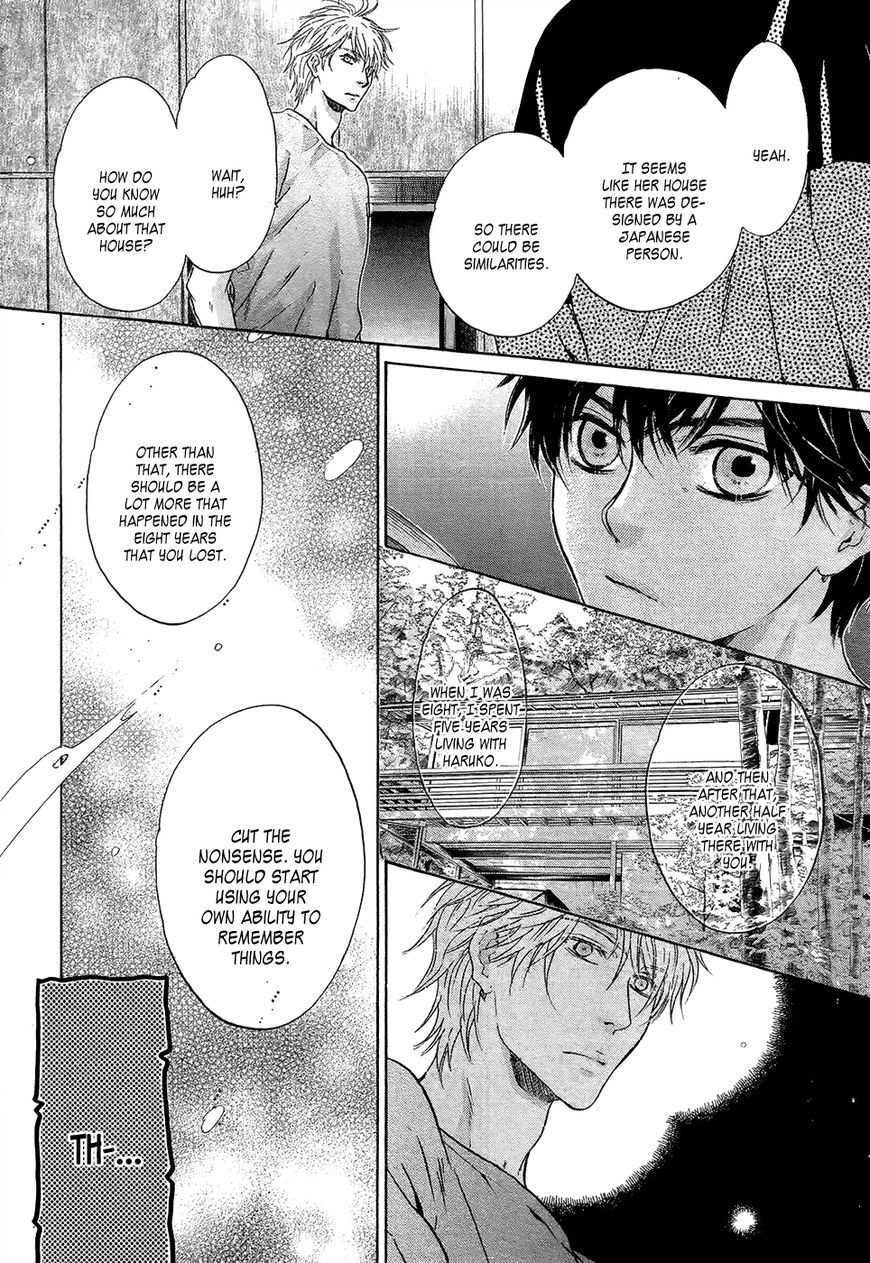 YEAH.
IT SEEMS
LIKE HER HOUSE
THERE WAS DE-
SIGNED BY A
JAPANESE
PERSON.
SO THERE
COULD BE
SIMILARITIES.
WAIT,
HUH?
HOW DO
YOU KNOW
SO MUCH
ABOUT THAT
HOUSE?
WHEN I WAS
EIGHT, I SPENT
FIVE YEARS
LIVING WITH
HARUKO.
AND THEN
AFTER THAT,
ANOTHER HALF
YEAR LIVING
THERE WITH
YOU.
OTHER THAN
THAT, THERE
SHOULD BE A
LOT MORE THAT
HAPPENED IN THE
EIGHT YEARS
THAT YOU LOST.
CUT THE
NONSENSE. YOU
SHOULD START
USING YOUR
OWN ABILITY TO
REMEMBER
THINGS.
TH-...